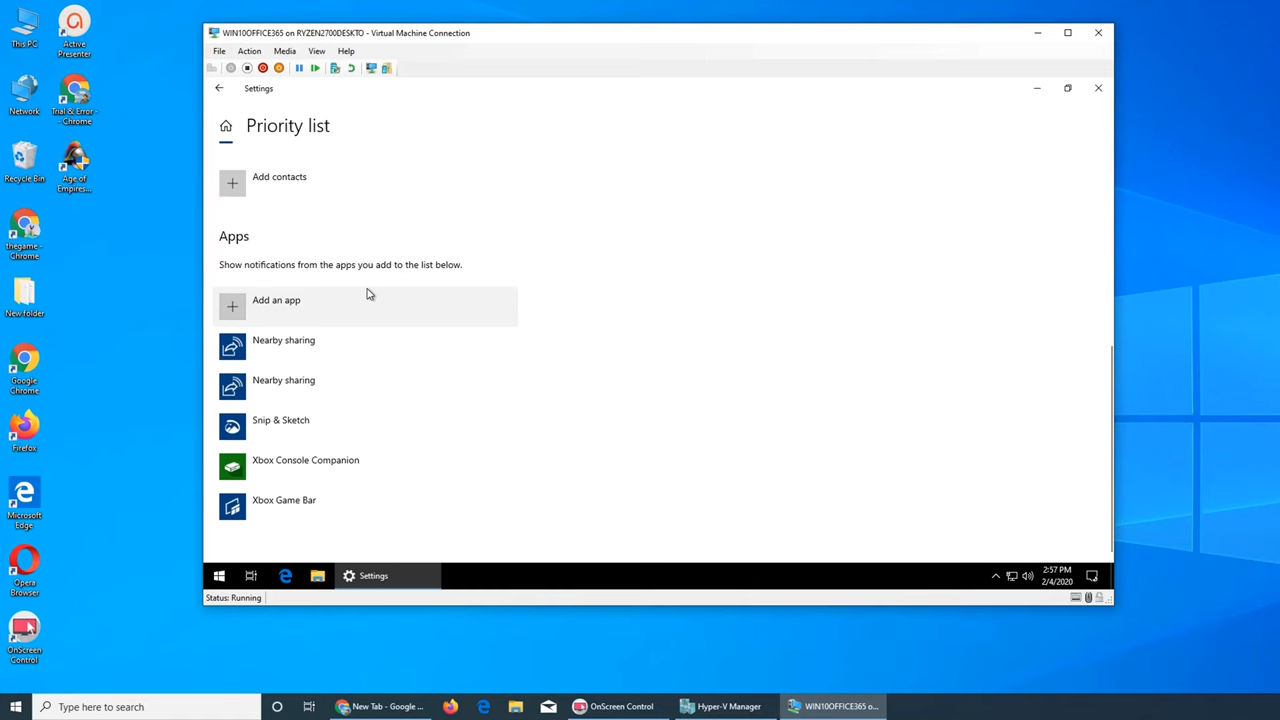 This PC
Active
Presenter
Network
Trial & Error -
- Chrome
Recycle Bin
Age of
Empires...
thegame -
Chrome
New folder
Google
Chrome
Firefox
Microsoft
Edge
Opera
Browser
OnScreen
Control
WIN10OFFICE365 on RYZEN2700DESKTO - Virtual Machine Connection
File Action Media View Help
Settings
Priority list
Add contacts
Apps
Show notifications from the apps you add to the list below.
Add an app
Nearby sharing
Nearby sharing
Snip & Sketch
Xbox Console Companion
Xbox Game Bar
Settings
2:57 PM
2/4/2020
Status: Running
Type here to search
New Tab - Google ...
OnScreen Control
Hyper-V Manager
WIN10OFFICE365 o...